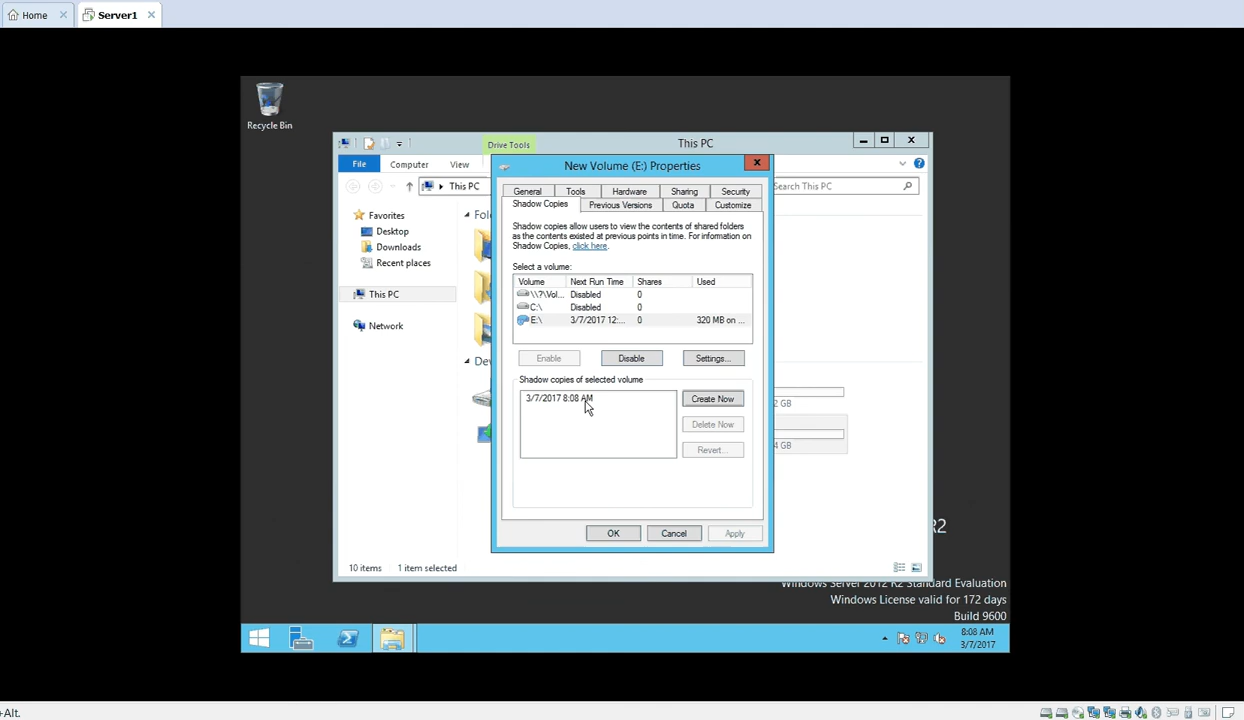 Home
Server1
Recycle Bin
Drive Tools
This PC
File
Computer
View
This PC
Search This PC
Favorites
Desktop
Downloads
Recent places
This PC
Network
New Volume (E:) Properties
General
Tools
Hardware
Sharing
Security
Shadow Copies
Previous Versions
Quota
Customize
Shadow copies allow users to view the contents of shared folders
as the contents existed at previous points in time. For information on
Shadow Copies, click here.
Select a volume:
Volume Next Run Time Shares Used
\\?\Vol... Disabled 0
C:\ Disabled 0
E:\ 3/7/2017 12:... 0 320 MB on ...
Enable
Disable
Settings...
Shadow copies of selected volume
3/7/2017 8:08 AM
Create Now
Delete Now
Revert...
OK
Cancel
Apply
2 GB
4 GB
10 items
1 item selected
R2
Windows Server 2012 R2 Standard Evaluation
Windows License valid for 172 days
Build 9600
8:08 AM
3/7/2017
+Alt.